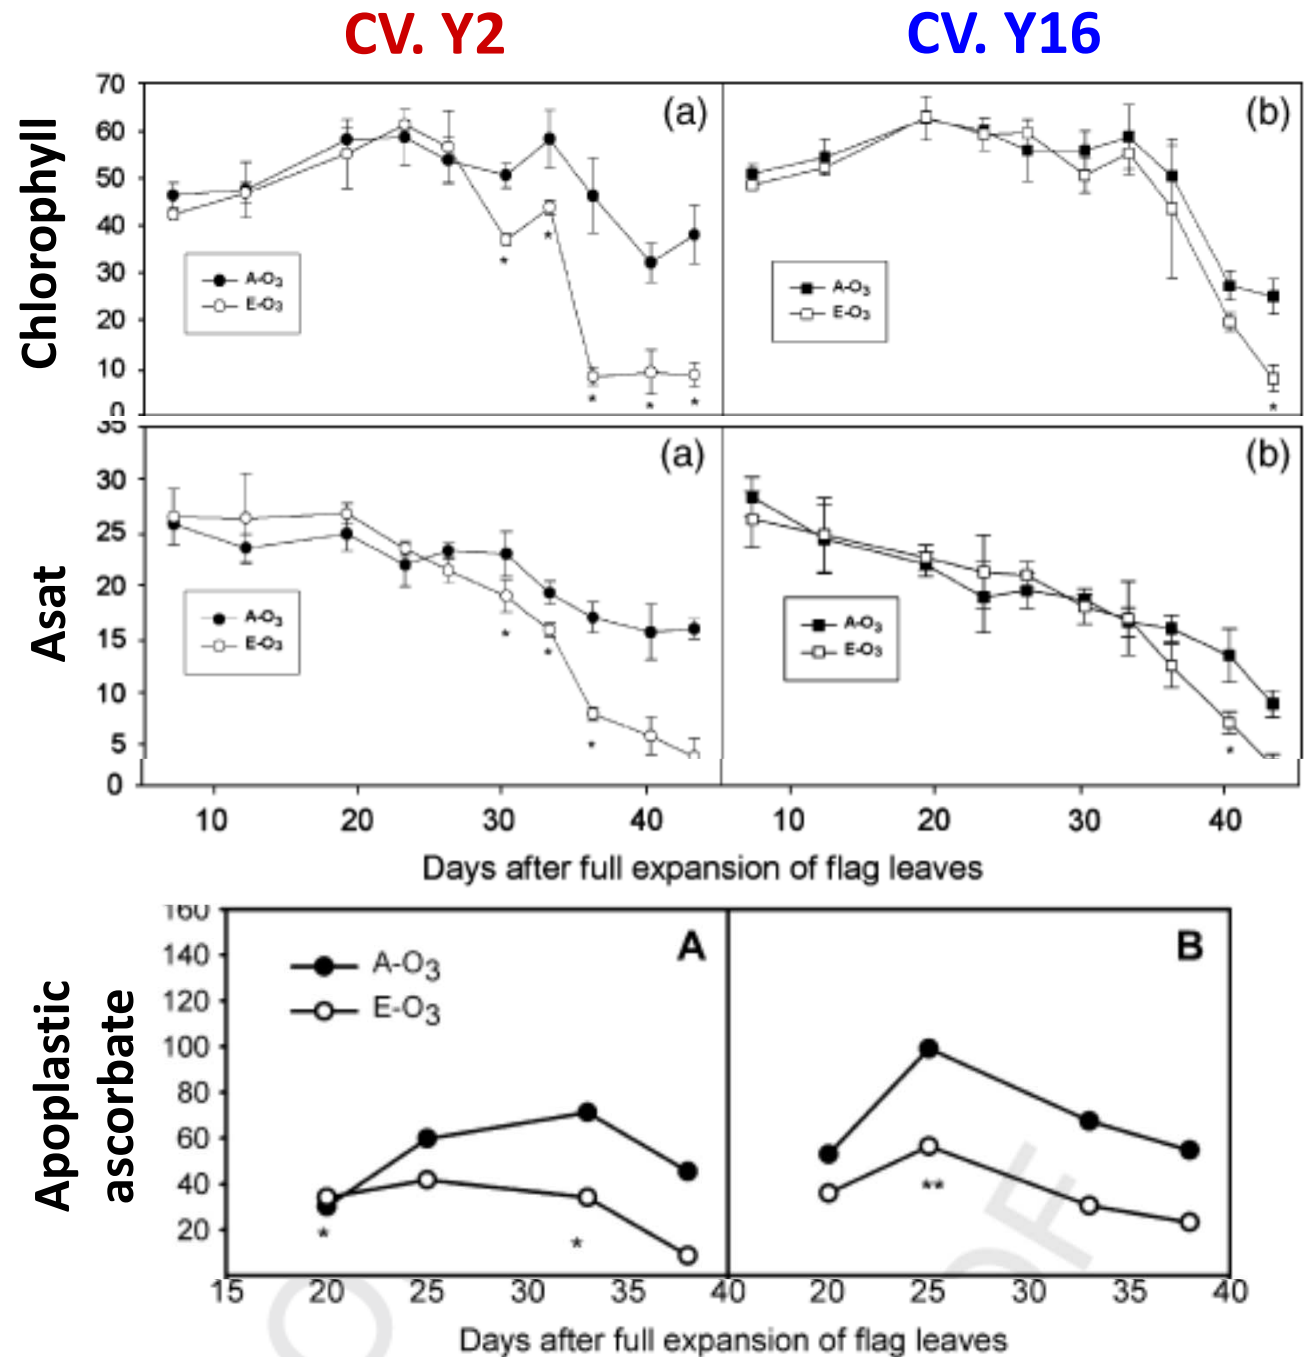 CV. Y2
CV. Y16
Chlorophyll
70
60
50
40
30
20
10
0
(a)
A-O3
E-O3
*
*
*
*
*
(b)
A-O3
E-O3
*
Asat
35
30
25
20
15
10
5
0
(a)
A-O3
E-O3
*
*
*
(b)
A-O3
E-O3
*
10 20 30 40 10 20 30 40
Days after full expansion of flag leaves
Apoplastic
ascorbate
160
140
120
100
80
60
40
20
A
A-O3
E-O3
*
*
B
**
15 20 25 30 35 40 20 25 30 35 40
Days after full expansion of flag leaves